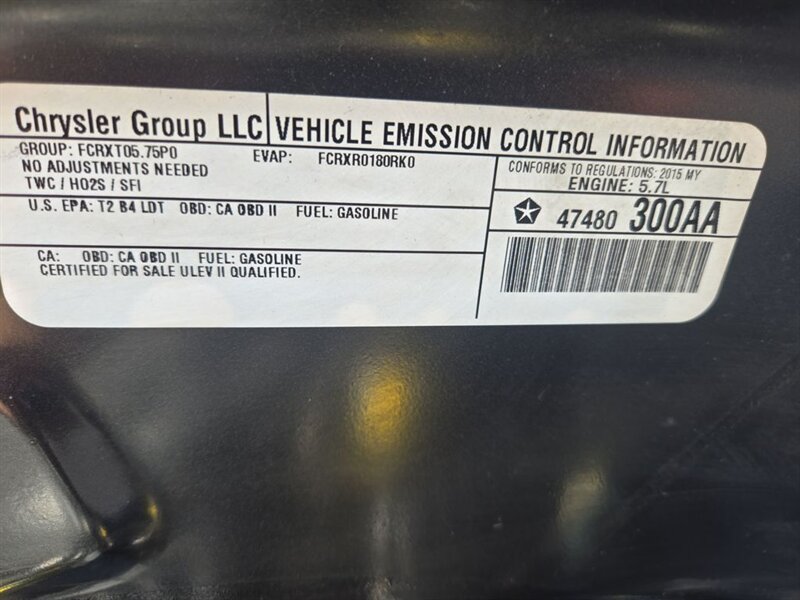 Chrysler Group LLC VEHICLE EMISSION CONTROL INFORMATION
GROUP: FCRXT05.75P0 EVAP: FCRXR0180RK0
NO ADJUSTMENTS NEEDED
TWC / HO2S / SFI
CONFORMS TO REGULATIONS: 2015 MY
ENGINE: 5.7L
U.S. EPA: T2 B4 LDT OBD: CA OBD II FUEL: GASOLINE
47480 300AA
CA: OBD: CA OBD II FUEL: GASOLINE
CERTIFIED FOR SALE ULEV II QUALIFIED.